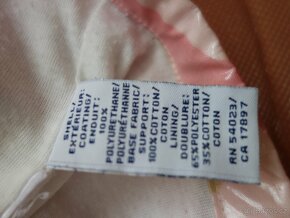 SHELL/
EXTÉRIEUR:
COATING/
ENDUIT:
100%
POLYURETHANE/
POLYURÉTHANNE
BASE FABRIC/
SUPPORT:
100% COTTON/
COTON
LINING/
DOUBLURE:
65% POLYESTER
35% COTTON/
COTON
RN 54023/
CA 17897